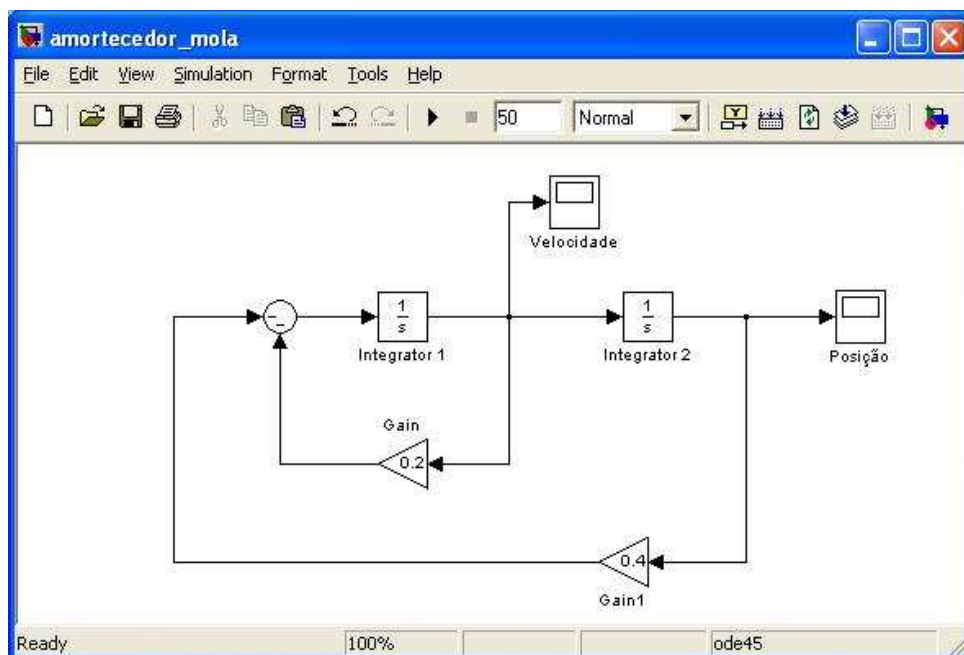 amortecedor_mola
File Edit View Simulation Format Tools Help
50 Normal
Velocidade
1
s
Integrator 1
1
s
Integrator 2
Posição
Gain
0.2
0.4
Gain1
Ready 100% ode45